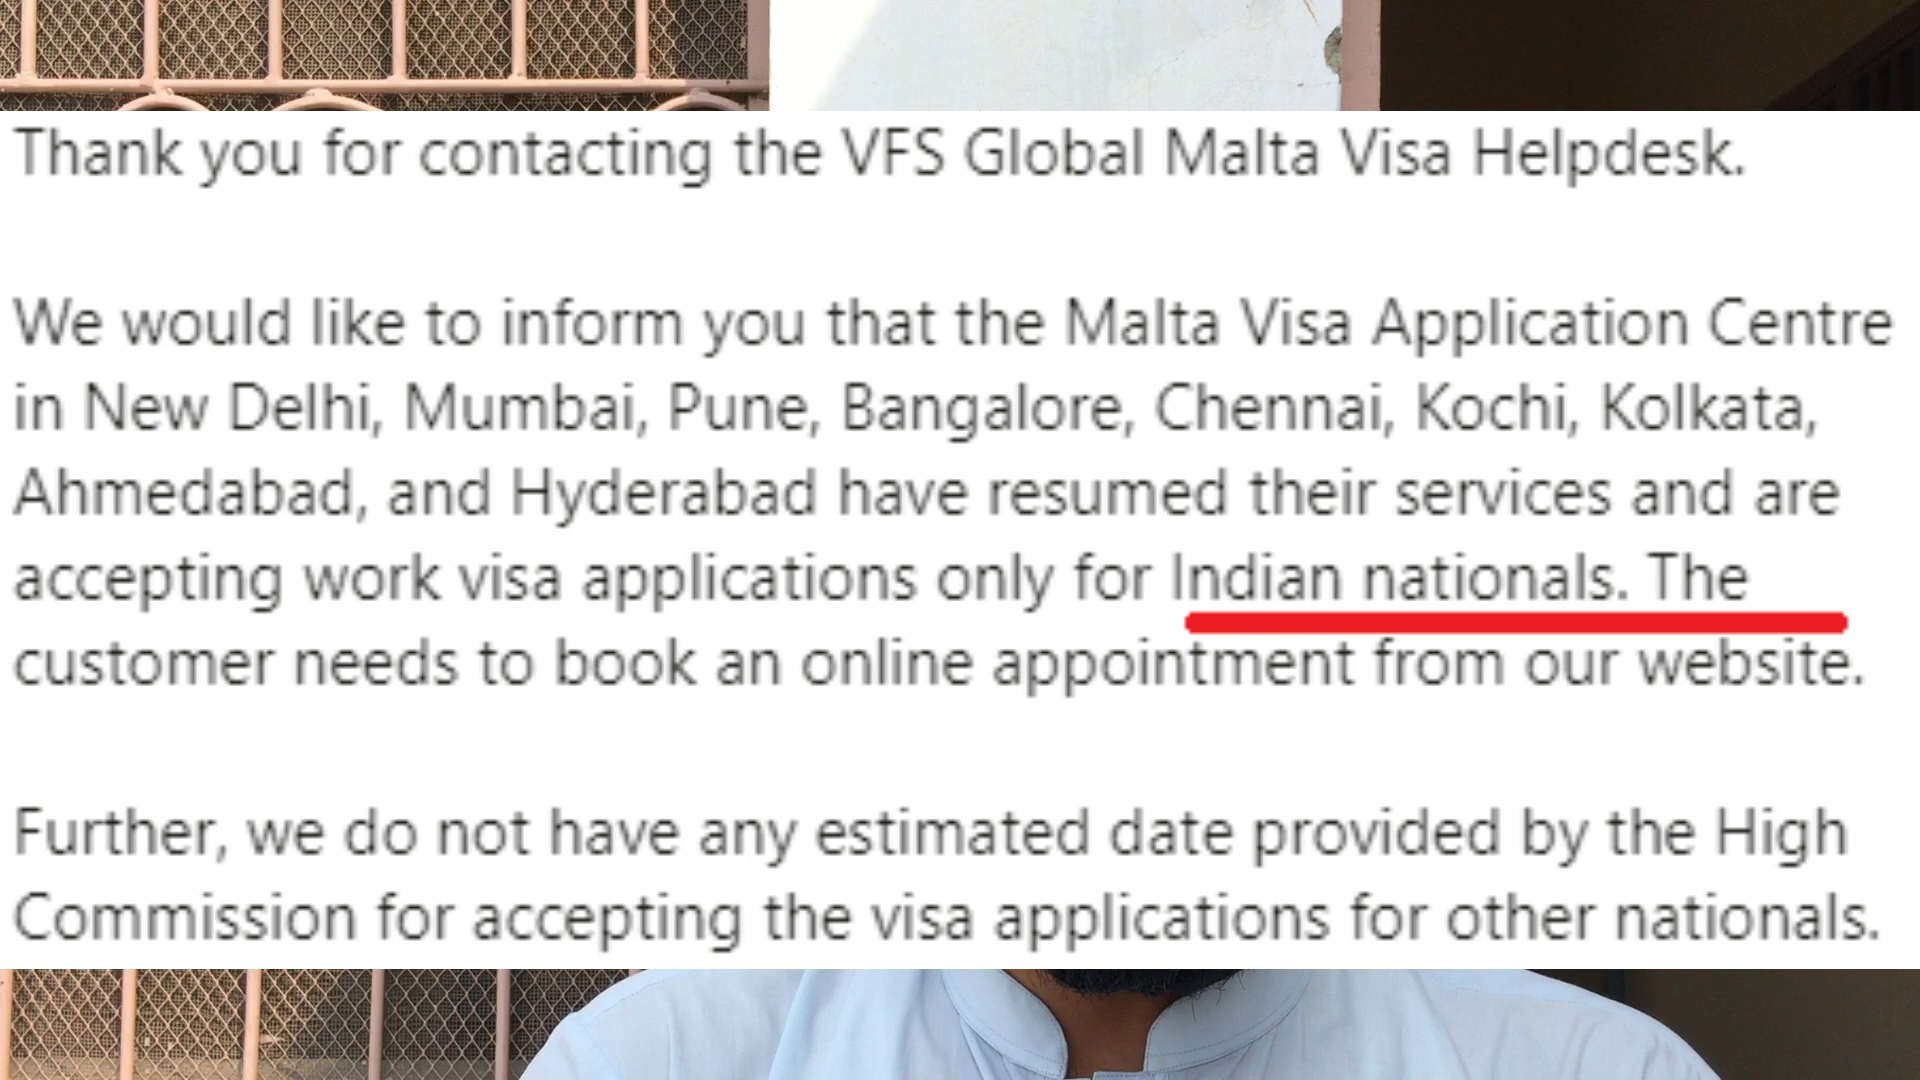 Thank you for contacting the VFS Global Malta Visa Helpdesk.
We would like to inform you that the Malta Visa Application Centre
in New Delhi, Mumbai, Pune, Bangalore, Chennai, Kochi, Kolkata,
Ahmedabad, and Hyderabad have resumed their services and are
accepting work visa applications only for Indian nationals. The
customer needs to book an online appointment from our website.
Further, we do not have any estimated date provided by the High
Commission for accepting the visa applications for other nationals.